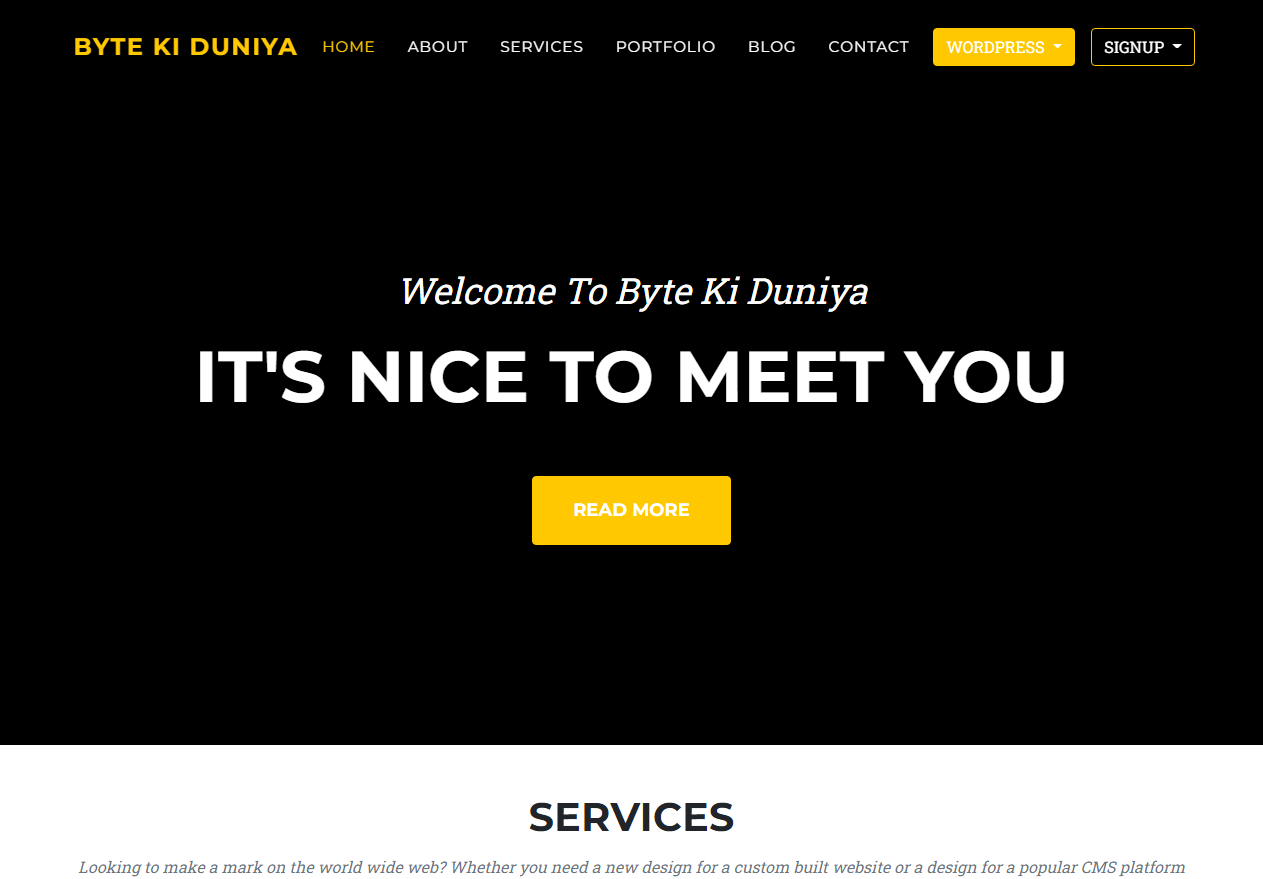 BYTE KI DUNIYA HOME ABOUT SERVICES PORTFOLIO BLOG CONTACT WORDPRESS SIGNUP
Welcome To Byte Ki Duniya
IT'S NICE TO MEET YOU
READ MORE
SERVICES
Looking to make a mark on the world wide web? Whether you need a new design for a custom built website or a design for a popular CMS platform